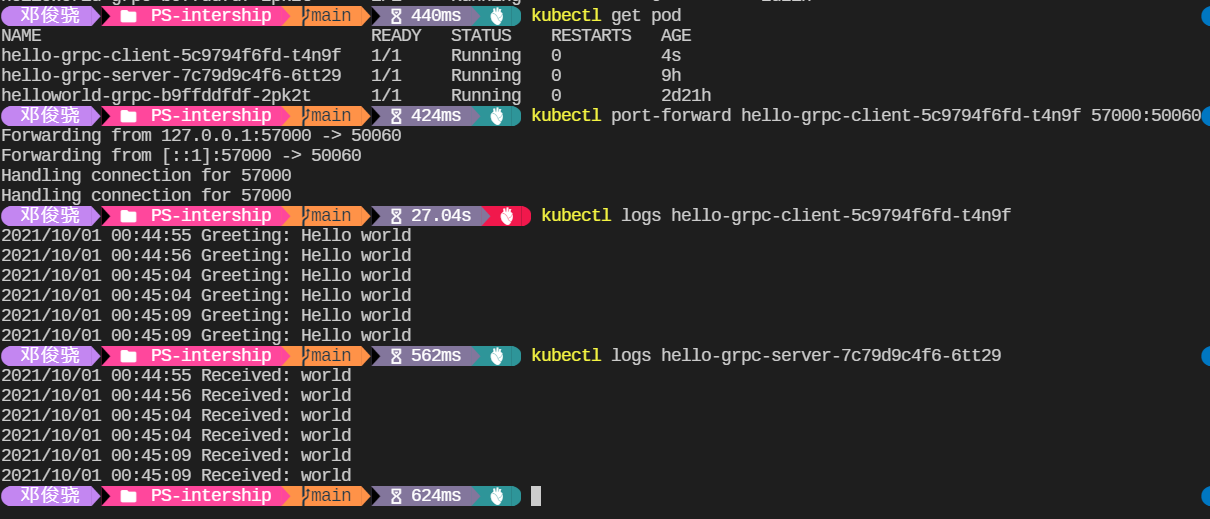 邓俊骁 PS-intership main 440ms kubectl get pod
NAME READY STATUS RESTARTS AGE
hello-grpc-client-5c9794f6fd-t4n9f 1/1 Running 0 4s
hello-grpc-server-7c79d9c4f6-6tt29 1/1 Running 0 9h
helloworld-grpc-b9ffddfdf-2pk2t 1/1 Running 0 2d21h
邓俊骁 PS-intership main 424ms kubectl port-forward hello-grpc-client-5c9794f6fd-t4n9f 57000:50060
Forwarding from 127.0.0.1:57000 -> 50060
Forwarding from [::1]:57000 -> 50060
Handling connection for 57000
Handling connection for 57000
邓俊骁 PS-intership main 27.04s kubectl logs hello-grpc-client-5c9794f6fd-t4n9f
2021/10/01 00:44:55 Greeting: Hello world
2021/10/01 00:44:56 Greeting: Hello world
2021/10/01 00:45:04 Greeting: Hello world
2021/10/01 00:45:04 Greeting: Hello world
2021/10/01 00:45:09 Greeting: Hello world
2021/10/01 00:45:09 Greeting: Hello world
邓俊骁 PS-intership main 562ms kubectl logs hello-grpc-server-7c79d9c4f6-6tt29
2021/10/01 00:44:55 Received: world
2021/10/01 00:44:56 Received: world
2021/10/01 00:45:04 Received: world
2021/10/01 00:45:04 Received: world
2021/10/01 00:45:09 Received: world
2021/10/01 00:45:09 Received: world
邓俊骁 PS-intership main 624ms